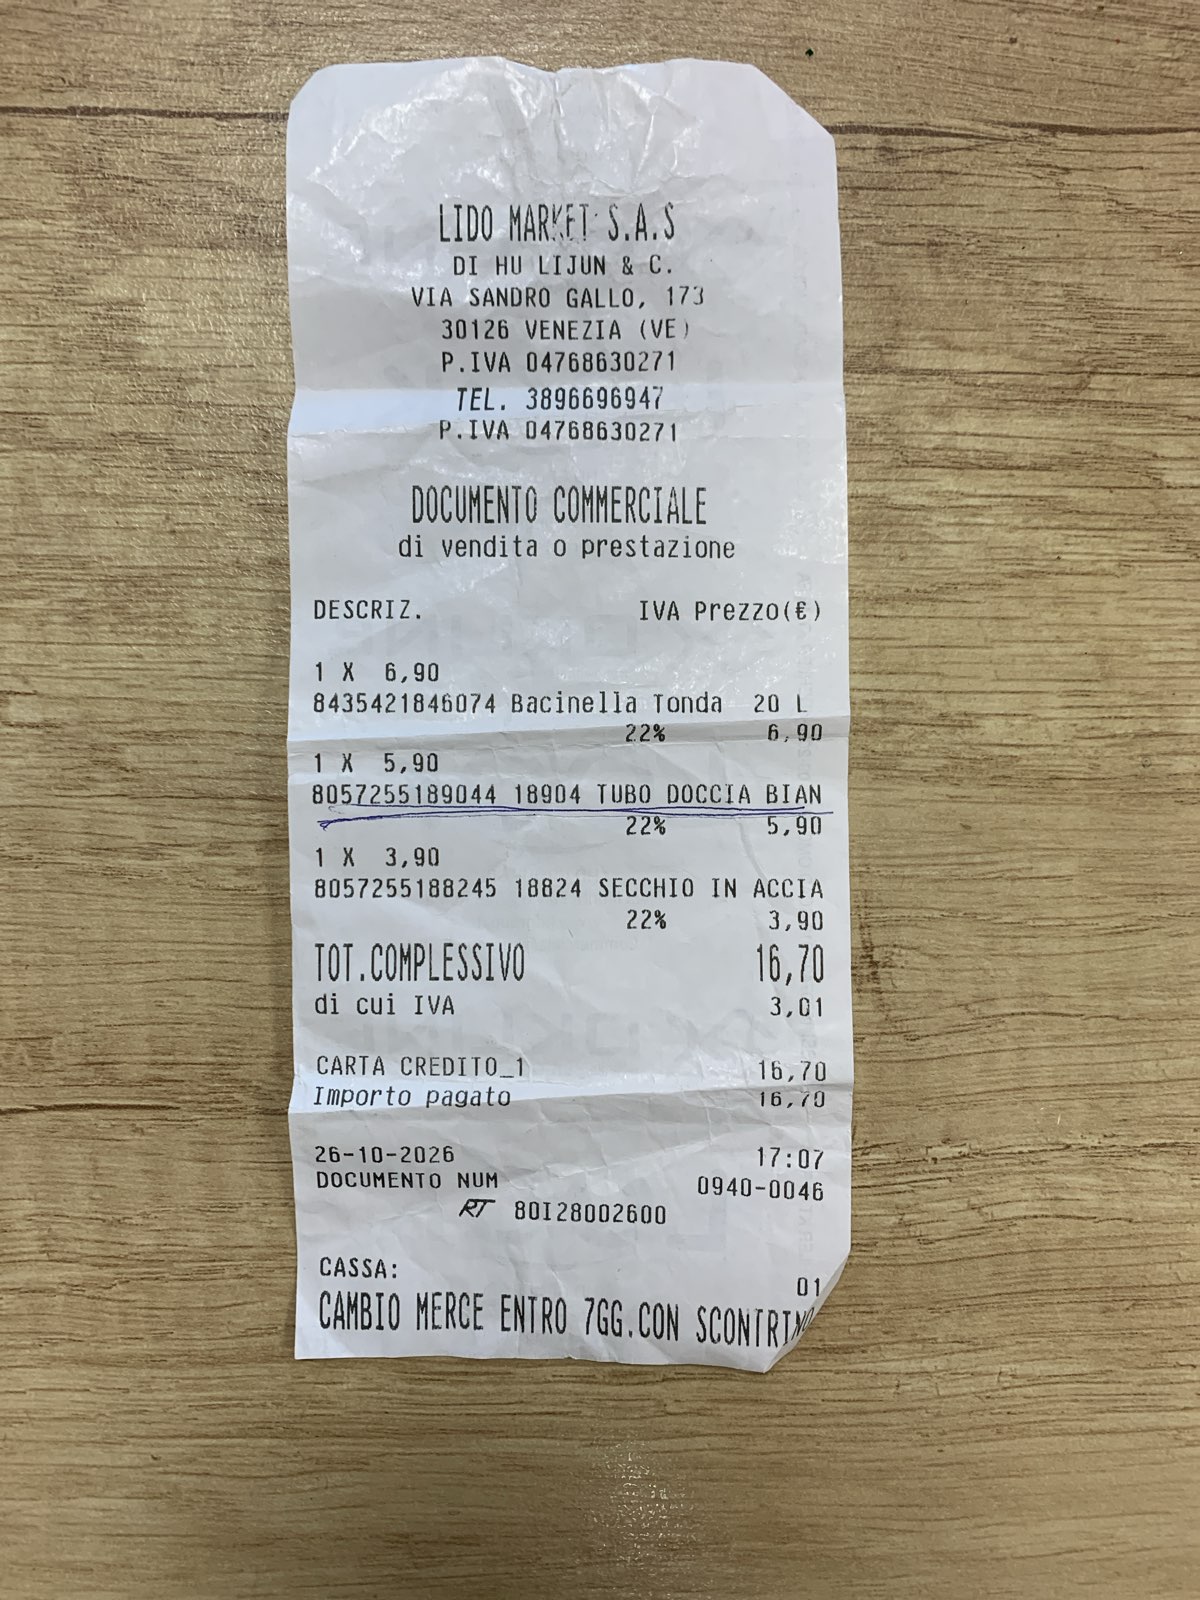 LIDO MARKET S.A.S
DI HU LIJUN & C.
VIA SANDRO GALLO, 173
30126 VENEZIA (VE)
P.IVA 04768630271
TEL. 3896696947
P.IVA 04768630271
DOCUMENTO COMMERCIALE
di vendita o prestazione
DESCRIZ. IVA Prezzo(€)
1 X 6,90
8435421846074 Bacinella Tonda 20 L
22% 6,90
1 X 5,90
8057255189044 18904 TUBO DOCCIA BIAN
22% 5,90
1 X 3,90
8057255188245 18824 SECCHIO IN ACCIA
22% 3,90
TOT.COMPLESSIVO 16,70
di cui IVA 3,01
CARTA CREDITO_1 16,70
Importo pagato 16,70
26-10-2026 17:07
DOCUMENTO NUM 0940-0046
RT 80I28002600
CASSA: 01
CAMBIO MERCE ENTRO 7GG.CON SCONTRINO